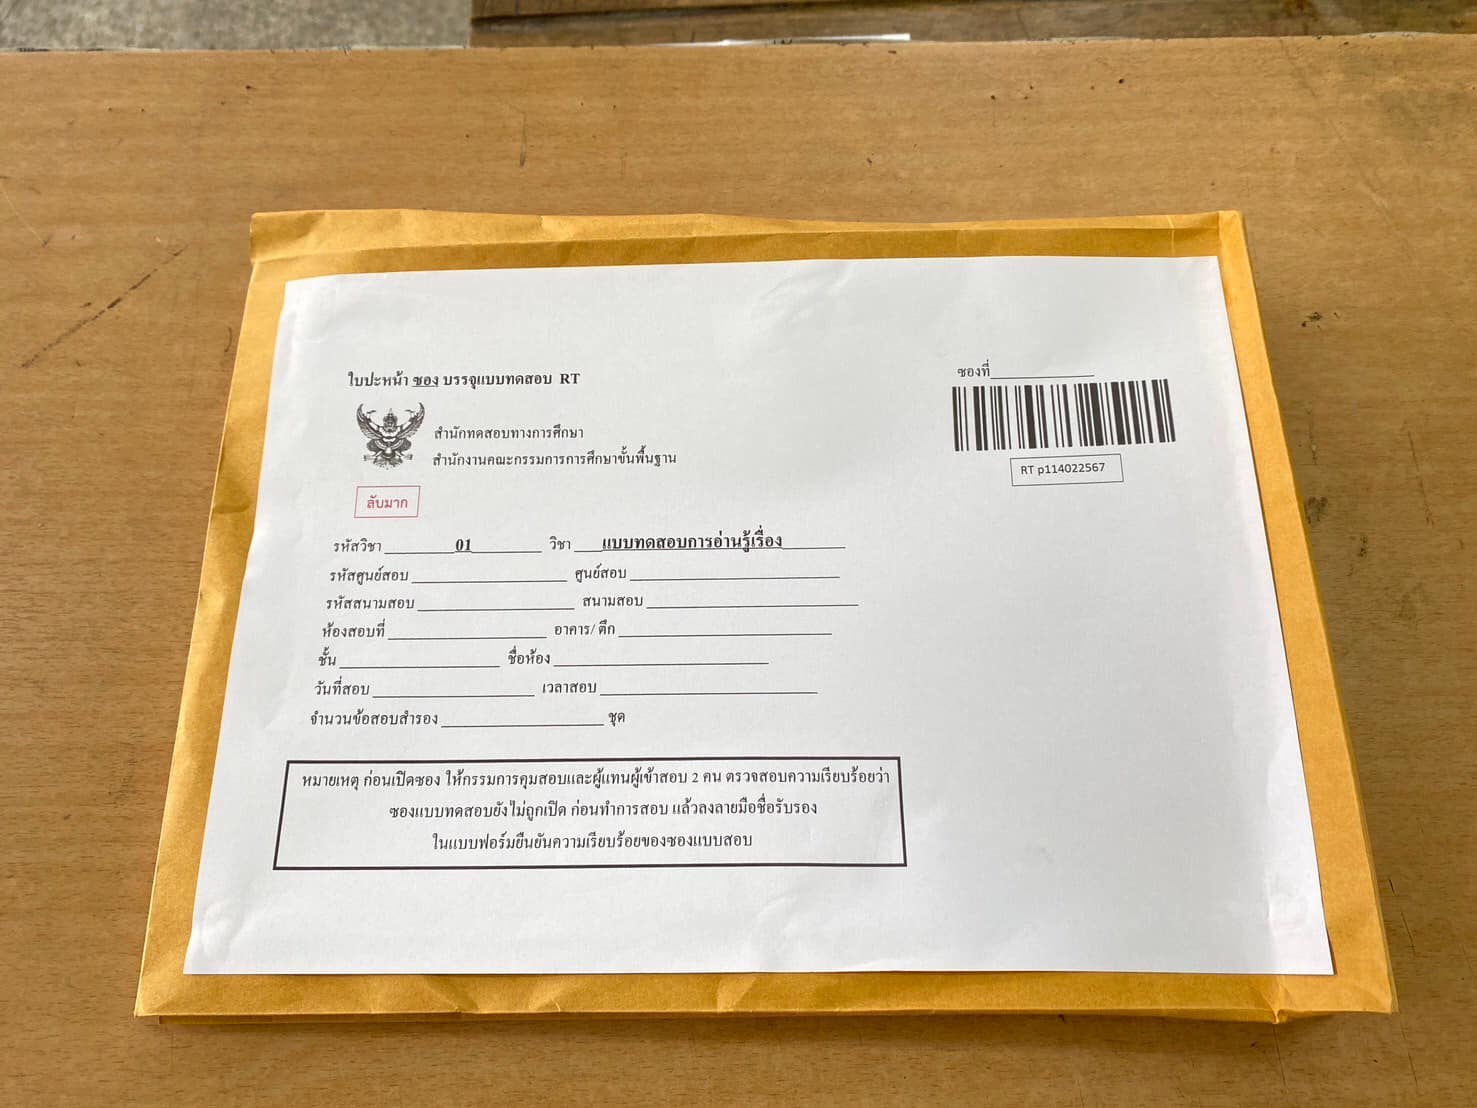 ใบปะหน้า ซอง บรรจุแบบทดสอบ RT
ซองที่
สำนักทดสอบทางการศึกษา
สำนักงานคณะกรรมการการศึกษาขั้นพื้นฐาน
RT p114022567
ลับมาก
รหัสวิชา 01 วิชา แบบทดสอบการอ่านรู้เรื่อง
รหัสศูนย์สอบ ศูนย์สอบ
รหัสสนามสอบ สนามสอบ
ห้องสอบที่ อาคาร/ตึก
ชั้น ชื่อห้อง
วันที่สอบ เวลาสอบ
จำนวนข้อสอบสำรอง ชุด
หมายเหตุ ก่อนเปิดซอง ให้กรรมการคุมสอบและผู้แทนผู้เข้าสอบ 2 คน ตรวจสอบความเรียบร้อยว่า
ซองแบบทดสอบยังไม่ถูกเปิด ก่อนทำการสอบ แล้วลงลายมือชื่อรับรอง
ในแบบฟอร์มยืนยันความเรียบร้อยของซองแบบสอบ